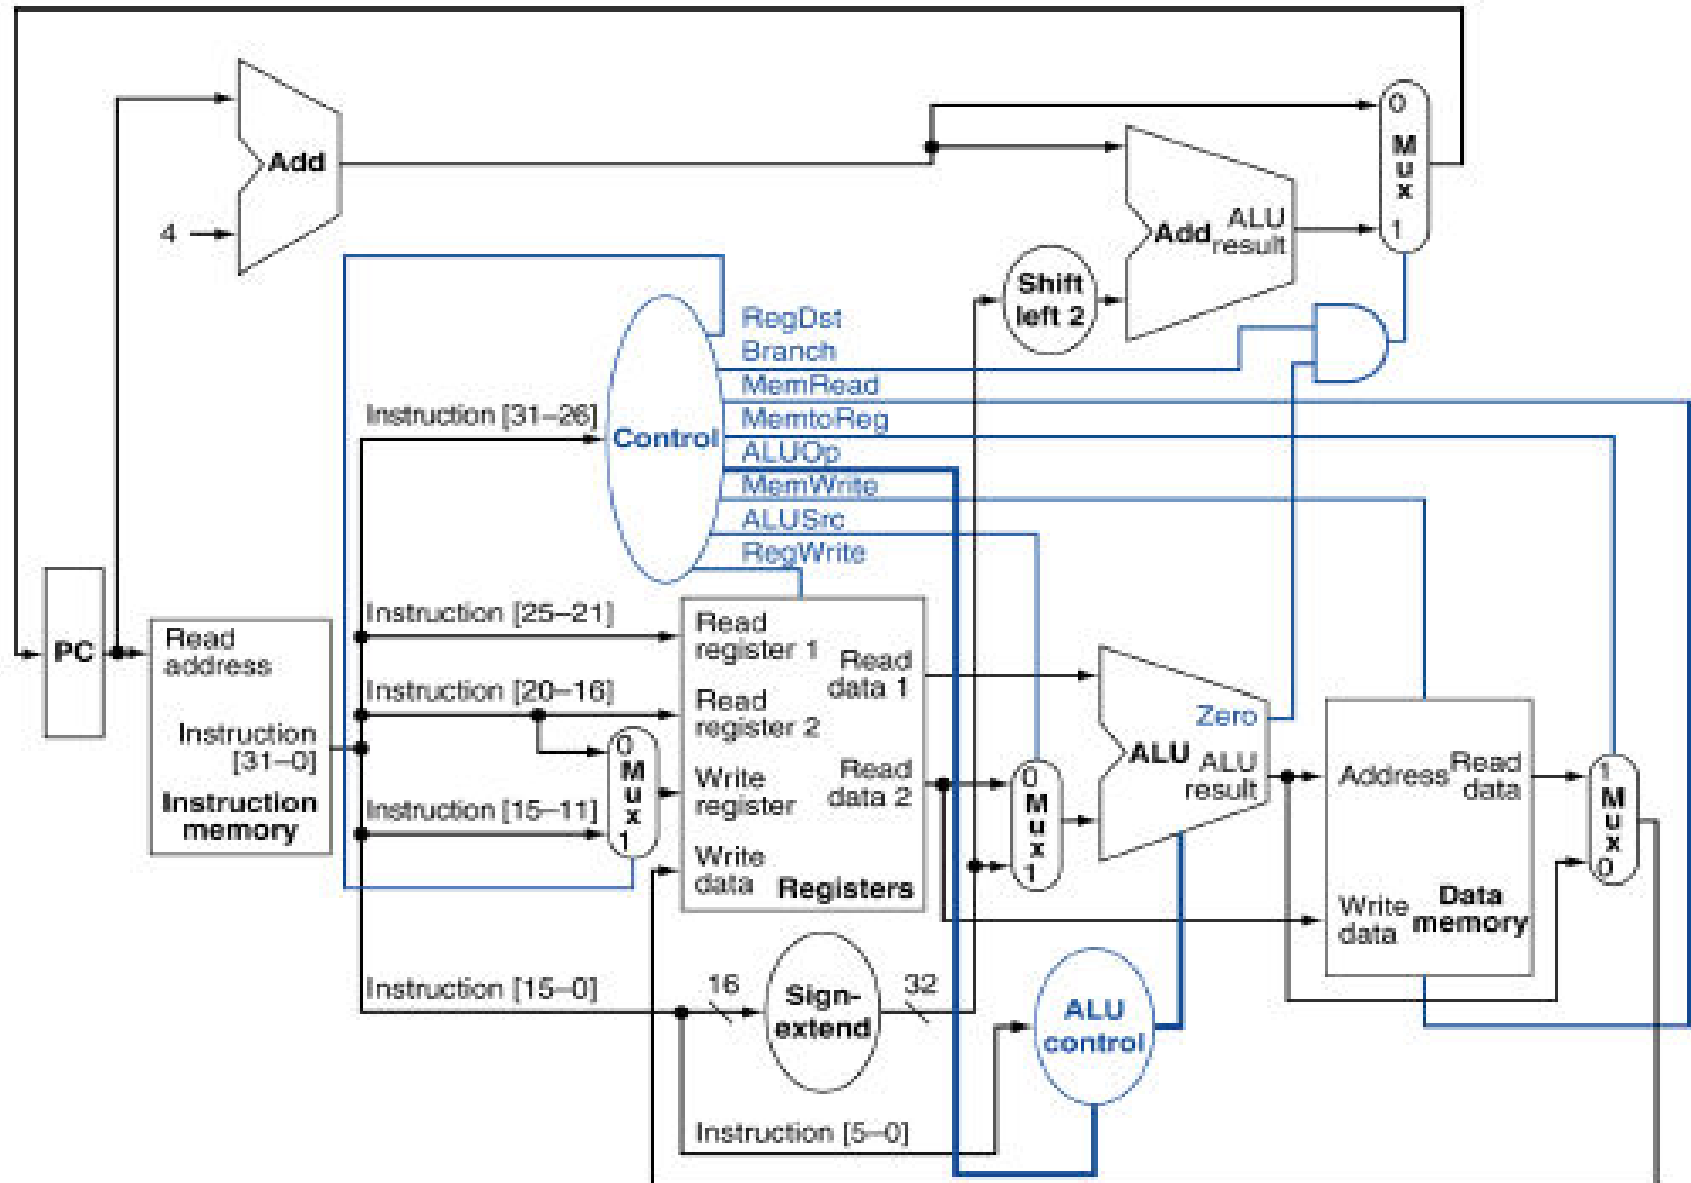 Add
4
0
M
u
x
1
Add
ALU
result
Shift
left 2
RegDst
Branch
MemRead
MemtoReg
ALUOp
MemWrite
ALUSrc
RegWrite
Control
Instruction [31–26]
Instruction [25–21]
Instruction [20–16]
Instruction [15–11]
Instruction [15–0]
Instruction [5–0]
PC
Read
address
Instruction
[31–0]
Instruction
memory
0
M
u
x
1
Read
register 1
Read
register 2
Write
register
Write
data
Read
data 1
Read
data 2
Registers
16
Sign-
extend
32
0
M
u
x
1
Zero
ALU
ALU
result
ALU
control
Address
Read
data
Write
data
Data
memory
1
M
u
x
0